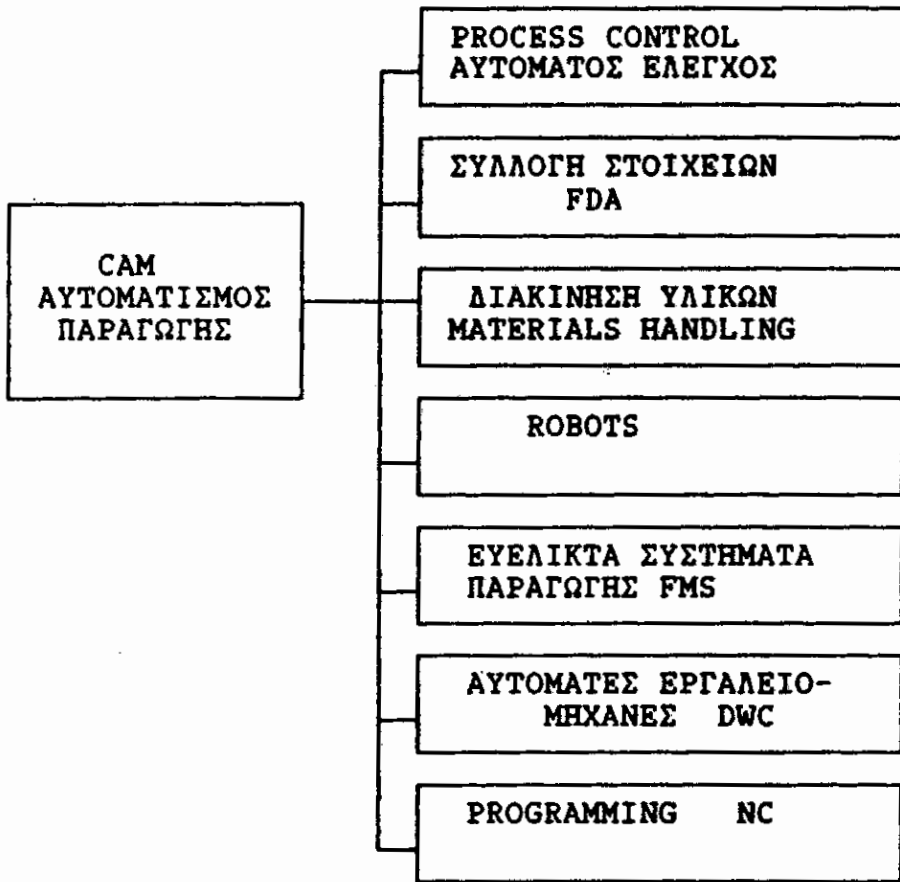 PROCESS CONTROL
ΑΥΤΟΜΑΤΟΣ ΕΛΕΓΧΟΣ
ΣΥΛΛΟΓΗ ΣΤΟΙΧΕΙΩΝ
FDA
CAM
ΑΥΤΟΜΑΤΙΣΜΟΣ
ΠΑΡΑΓΩΓΗΣ
ΔΙΑΚΙΝΗΣΗ ΥΛΙΚΩΝ
MATERIALS HANDLING
ROBOTS
ΕΥΕΛΙΚΤΑ ΣΥΣΤΗΜΑΤΑ
ΠΑΡΑΓΩΓΗΣ FMS
ΑΥΤΟΜΑΤΕΣ ΕΡΓΑΛΕΙΟ-
ΜΗΧΑΝΕΣ DWC
PROGRAMMING NC